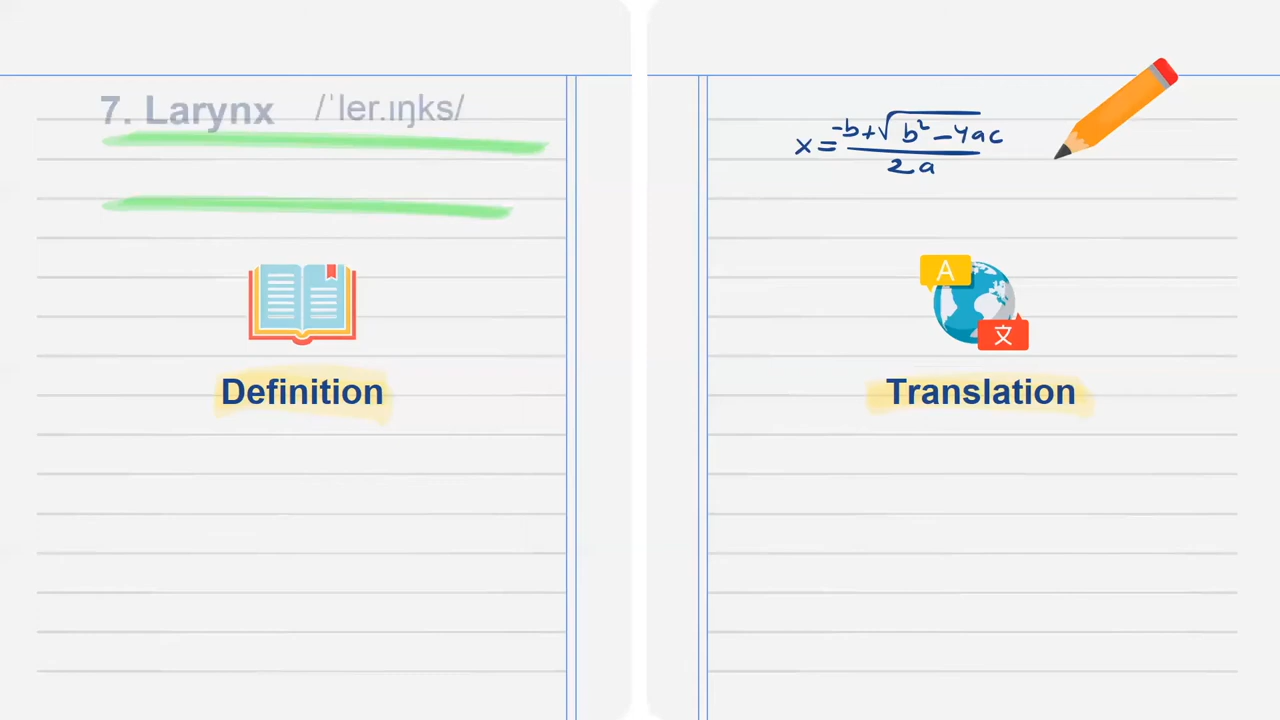 7. Larynx /ˈler.ɪŋks/
x = -b+√b²-4ac / 2a
A
文
Definition
Translation